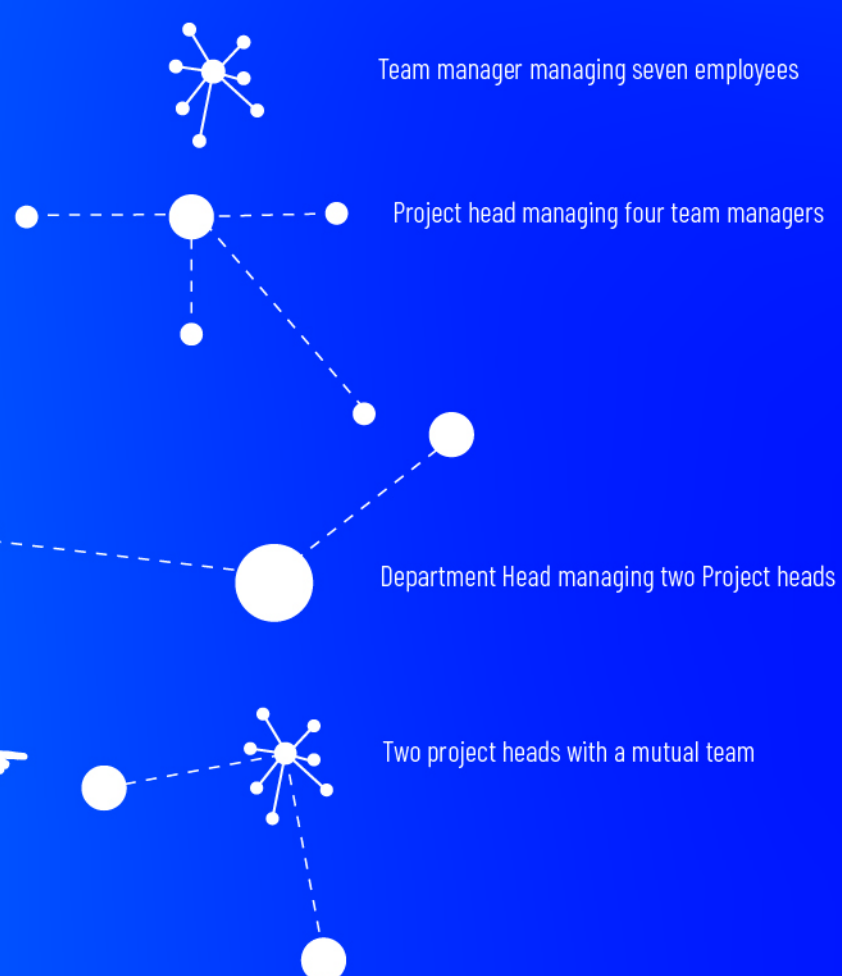 Team manager managing seven employees
Project head managing four team managers
Department Head managing two Project heads
Two project heads with a mutual team